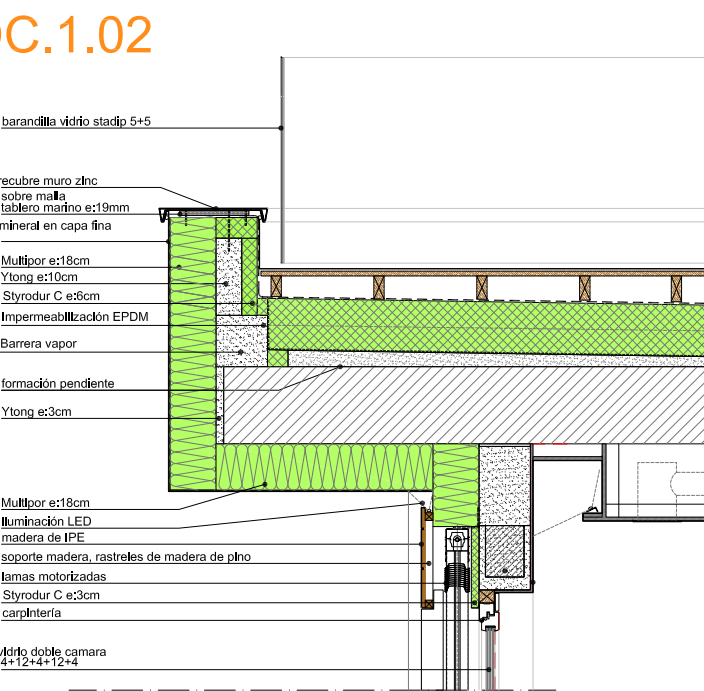 DC.1.02
barandilla vidrio stadip 5+5
recubre muro zinc
sobre malla
tablero marino e:19mm
mineral en capa fina
Multipor e:18cm
Ytong e:10cm
Styrodur C e:6cm
Impermeabilización EPDM
Barrera vapor
formación pendiente
Ytong e:3cm
Multipor e:18cm
Iluminación LED
madera de IPE
soporte madera, rastreles de madera de pino
lamas motorizadas
Styrodur C e:3cm
carpintería
vidrio doble camara
4+12+4+12+4